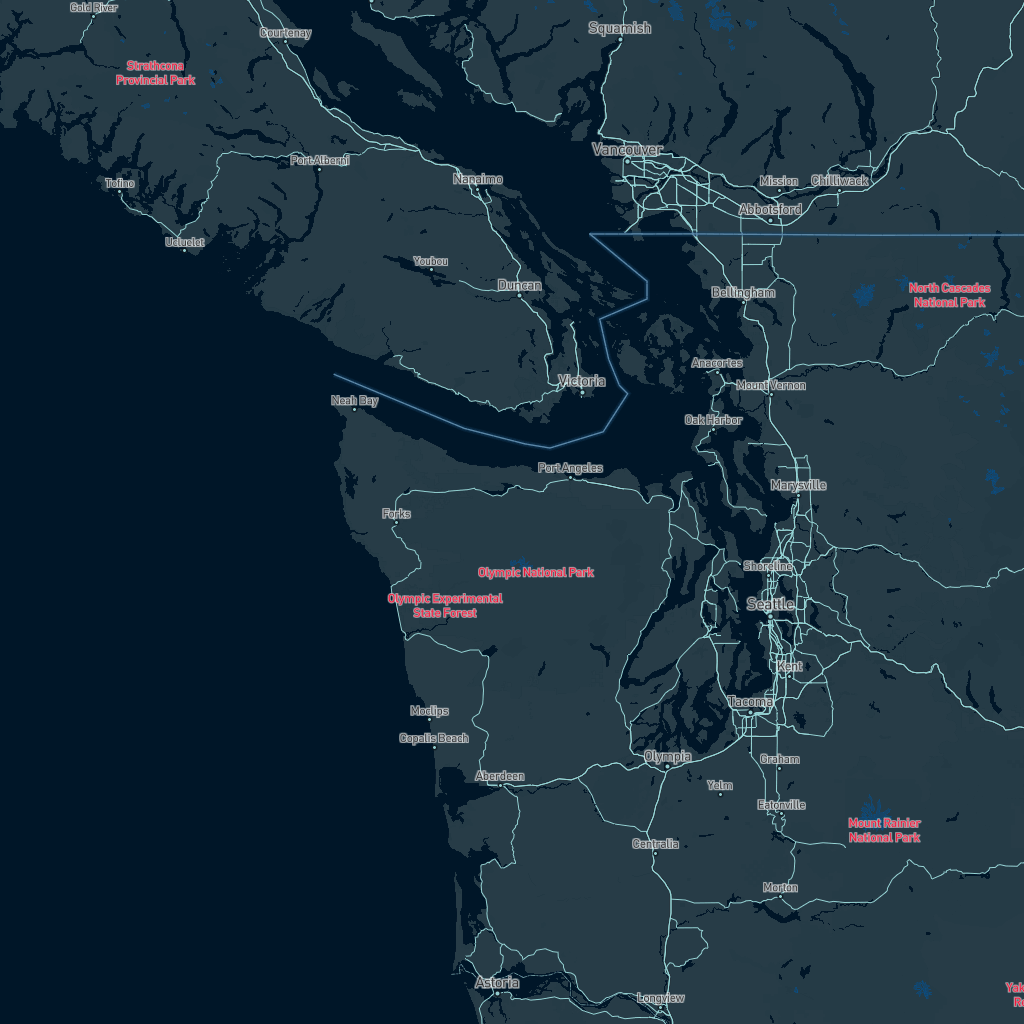 Gold River
Courtenay
Squamish
Strathcona
Provincial Park
Vancouver
Port Alberni
Nanaimo
Tofino
Mission
Chilliwack
Abbotsford
Ucluelet
Youbou
Duncan
Bellingham
North Cascades
National Park
Anacortes
Victoria
Mount Vernon
Neah Bay
Oak Harbor
Port Angeles
Marysville
Forks
Shoreline
Olympic National Park
Olympic Experimental
State Forest
Seattle
Kent
Tacoma
Moclips
Copalis Beach
Olympia
Graham
Aberdeen
Yelm
Eatonville
Mount Rainier
National Park
Centralia
Morton
Astoria
Longview